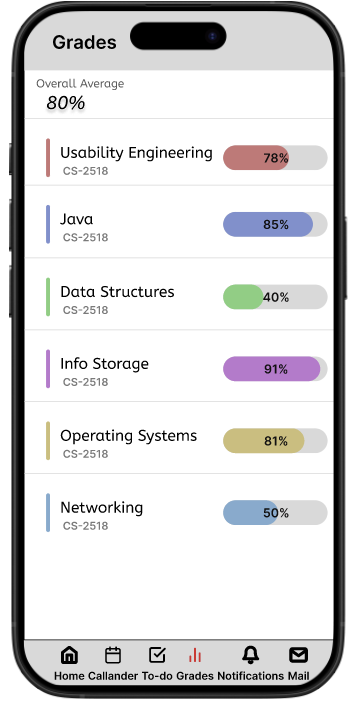 Grades
Overall Average
80%
Usability Engineering
CS-2518
78%
Java
CS-2518
85%
Data Structures
CS-2518
40%
Info Storage
CS-2518
91%
Operating Systems
CS-2518
81%
Networking
CS-2518
50%
Home Callander To-do Grades Notifications Mail